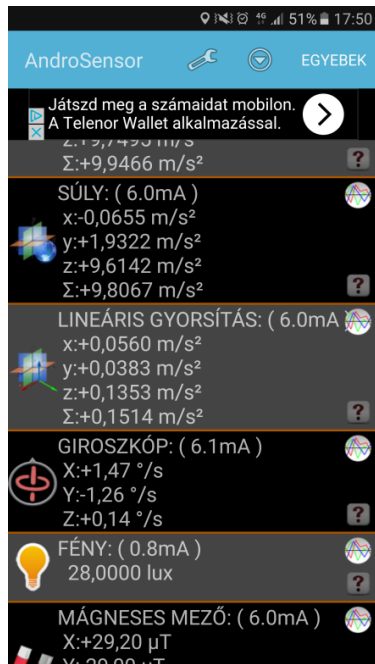 4G 51% 17:50
AndroSensor EGYEBEK
Játszd meg a számaidat mobilon.
A Telenor Wallet alkalmazással.
Σ:+9,9466 m/s²
SÚLY: ( 6.0mA )
x:-0,0655 m/s²
y:+1,9322 m/s²
z:+9,6142 m/s²
Σ:+9,8067 m/s²
LINEÁRIS GYORSÍTÁS: ( 6.0mA
x:+0,0560 m/s²
y:+0,0383 m/s²
z:+0,1353 m/s²
Σ:+0,1514 m/s²
GIROSZKÓP: ( 6.1mA )
X:+1,47 °/s
Y:-1,26 °/s
Z:+0,14 °/s
FÉNY: ( 0.8mA )
28,0000 lux
MÁGNESES MEZŐ: ( 6.0mA )
X:+29,20 µT